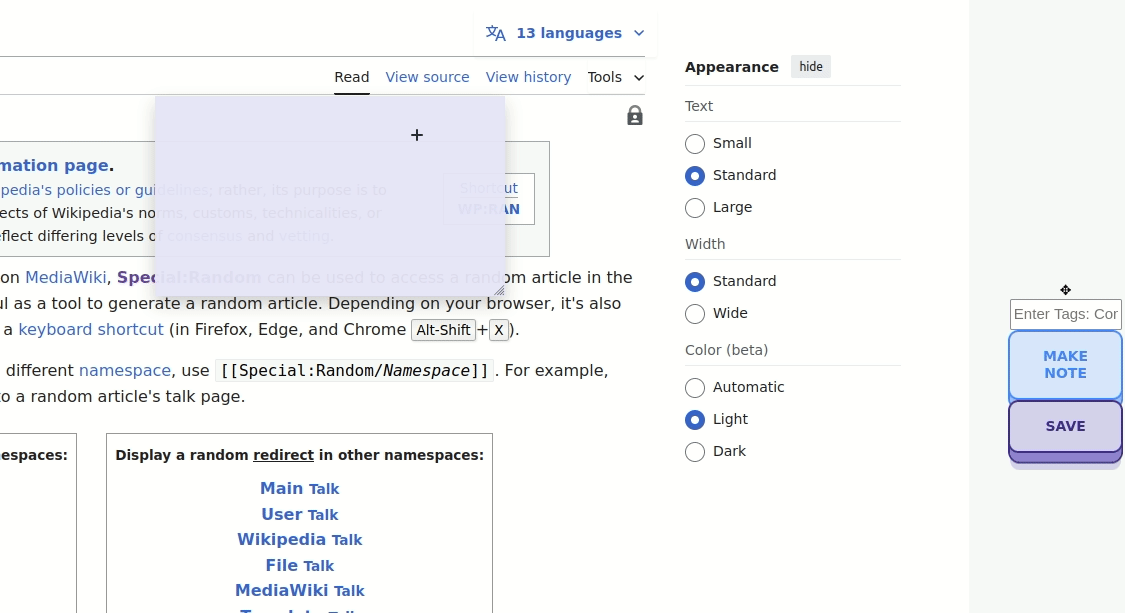 13 languages
Read View source View history Tools
mation page.
pedia's policies or guidelines; rather, its purpose is to
ects of Wikipedia's norms, customs, technicalities, or
flect differing levels of consensus and vetting.
Shortcut
WP:RAN
on MediaWiki, Special:Random can be used to access a random article in the
ul as a tool to generate a random article. Depending on your browser, it's also
a keyboard shortcut (in Firefox, Edge, and Chrome Alt-Shift+X).
different namespace, use [[Special:Random/Namespace]]. For example,
o a random article's talk page.
espaces:
Display a random redirect in other namespaces:
Main Talk
User Talk
Wikipedia Talk
File Talk
MediaWiki Talk
Template Talk
Appearance hide
Text
Small
Standard
Large
Width
Standard
Wide
Color (beta)
Automatic
Light
Dark
Enter Tags: Cor
MAKE
NOTE
SAVE